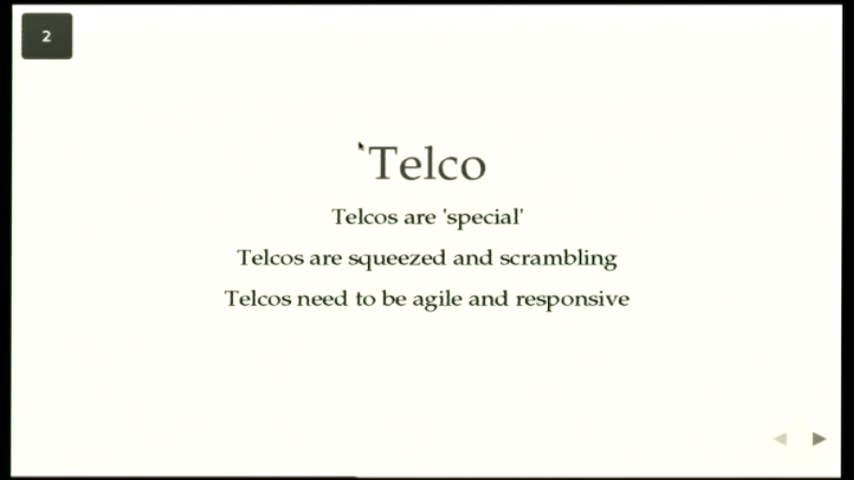 2
Telco
Telcos are 'special'
Telcos are squeezed and scrambling
Telcos need to be agile and responsive